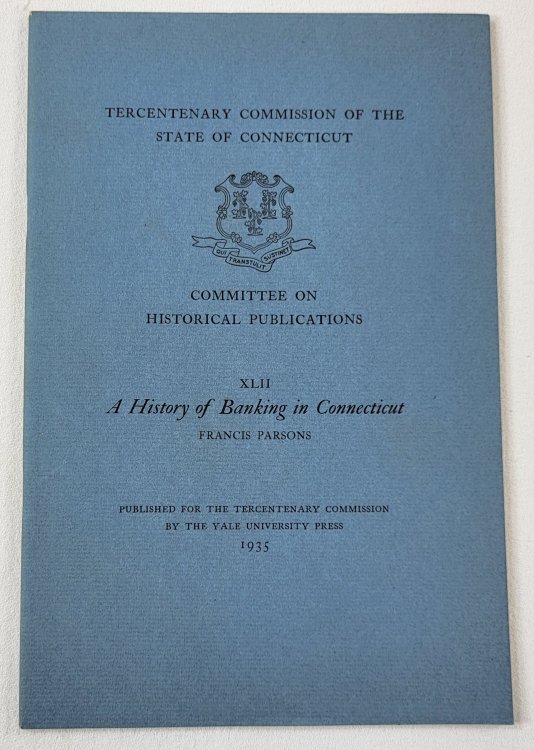 TERCENTENARY COMMISSION OF THE
STATE OF CONNECTICUT
QUI TRANSTULIT SUSTINET
COMMITTEE ON
HISTORICAL PUBLICATIONS
XLII
A History of Banking in Connecticut
FRANCIS PARSONS
PUBLISHED FOR THE TERCENTENARY COMMISSION
BY THE YALE UNIVERSITY PRESS
1935